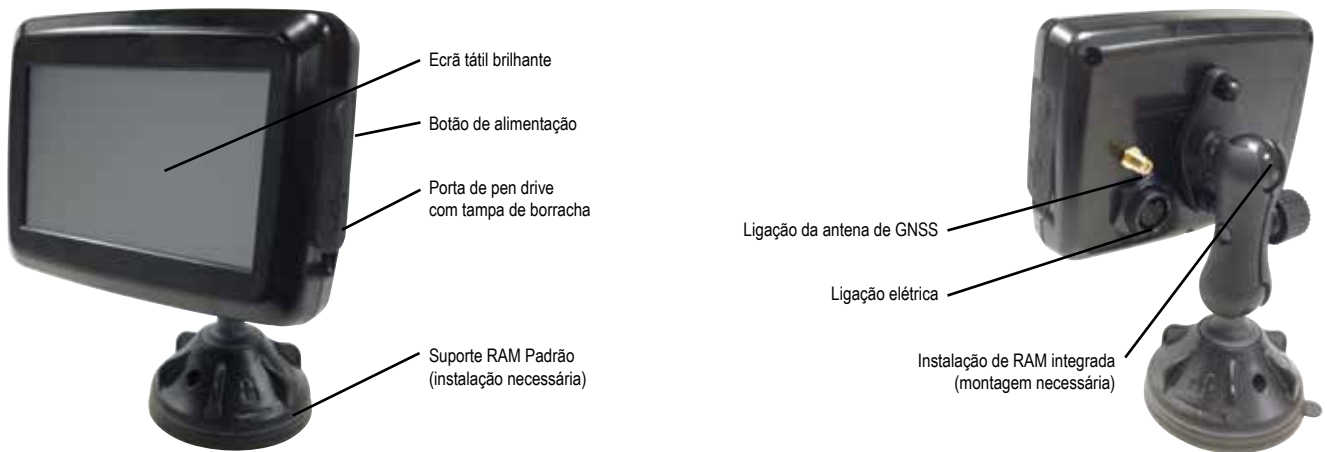 Ecrã tátil brilhante
Botão de alimentação
Porta de pen drive
com tampa de borracha
Suporte RAM Padrão
(instalação necessária)
Ligação da antena de GNSS
Ligação elétrica
Instalação de RAM integrada
(montagem necessária)